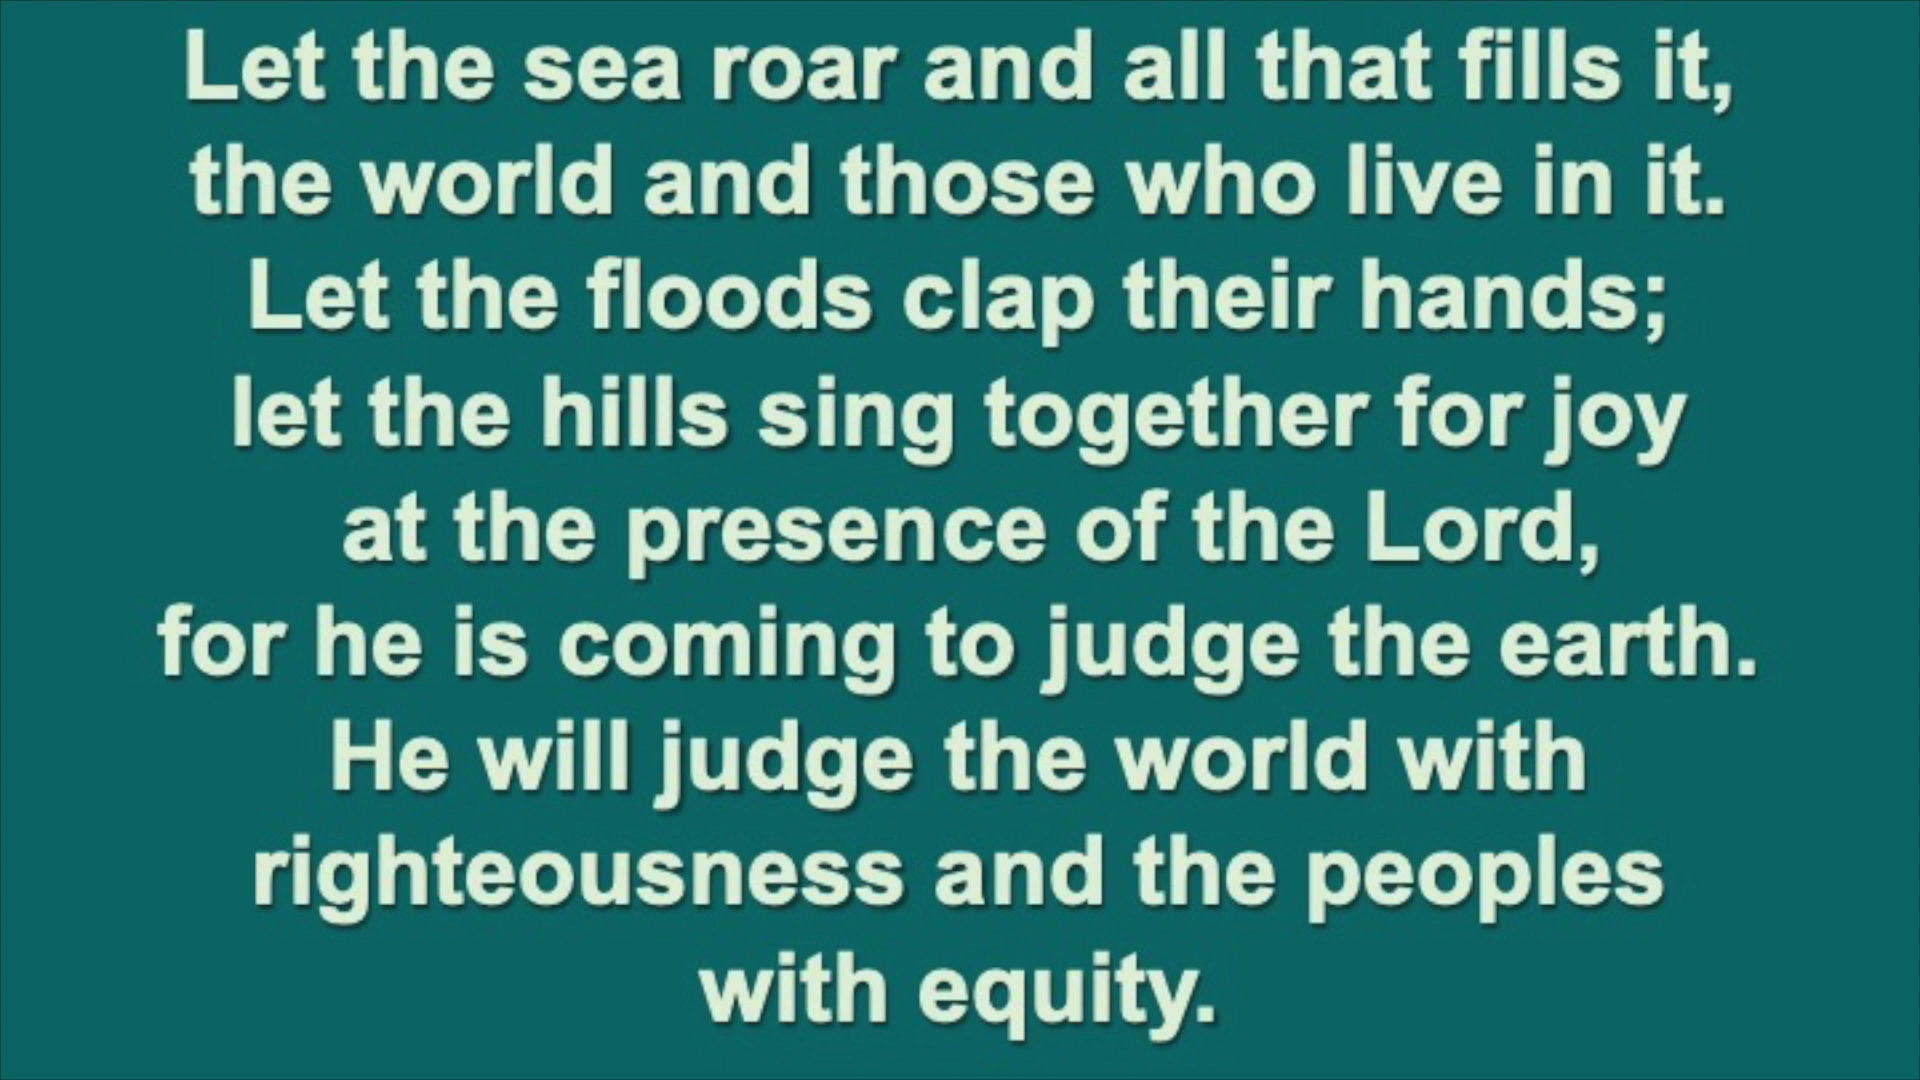 Let the sea roar and all that fills it,
the world and those who live in it.
Let the floods clap their hands;
let the hills sing together for joy
at the presence of the Lord,
for he is coming to judge the earth.
He will judge the world with
righteousness and the peoples
with equity.